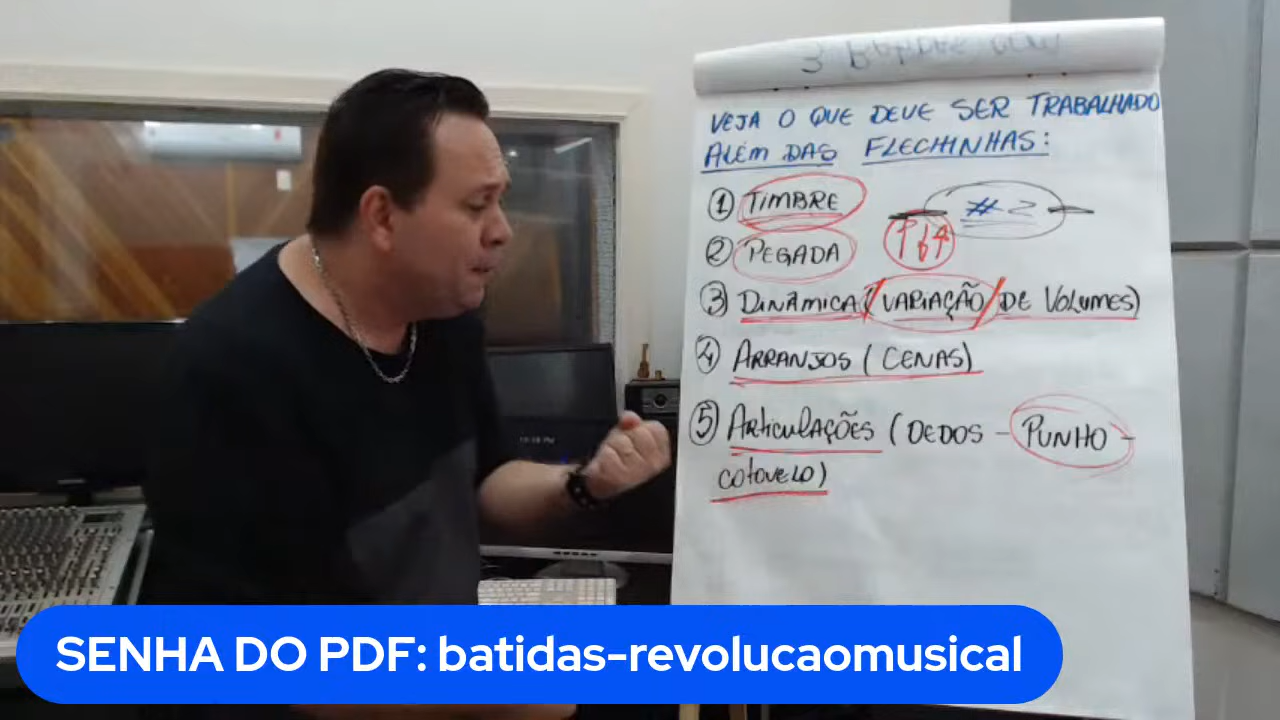 VEJA O QUE DEVE SER TRABALHADO
ALÉM DAS FLECHINHAS:
① TIMBRE
#2
② PEGADA
③ DINÂMICA (VARIAÇÃO DE VOLUMES)
④ ARRANJOS (CENAS)
⑤ ARTICULAÇÕES (DEDOS - PUNHO -
COTOVELO)
SENHA DO PDF: batidas-revolucaomusical